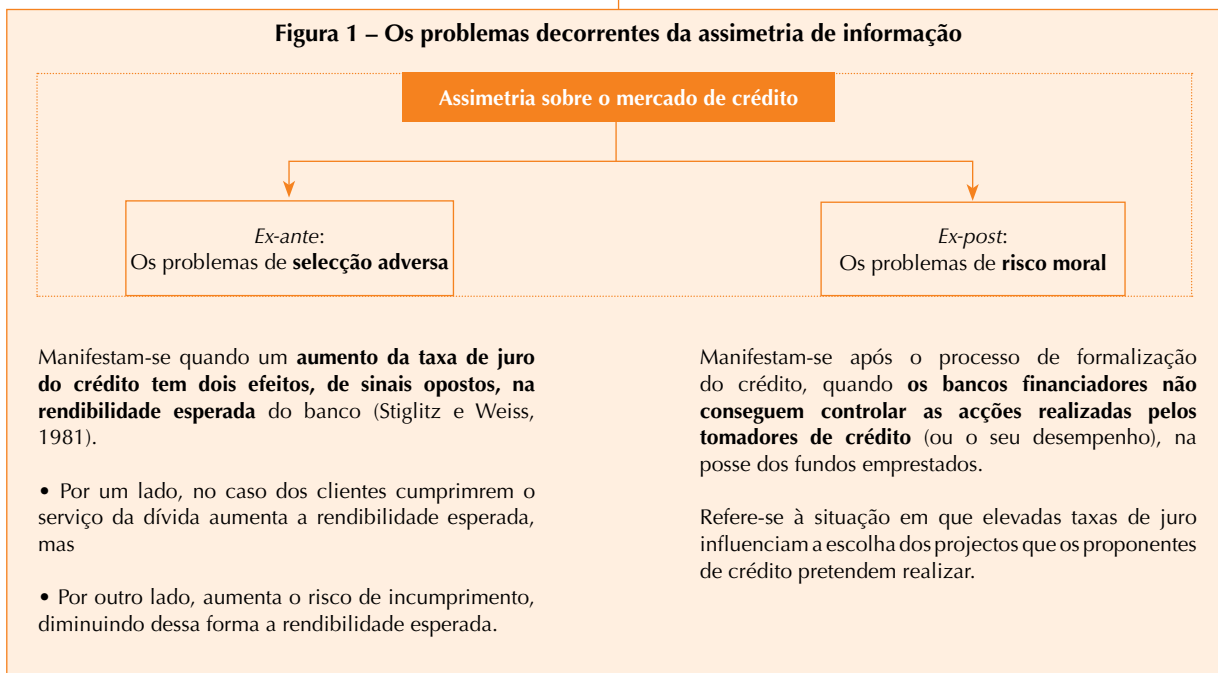 Figura 1 – Os problemas decorrentes da assimetria de informação
Assimetria sobre o mercado de crédito
Ex-ante:
Os problemas de selecção adversa
Ex-post:
Os problemas de risco moral
Manifestam-se quando um aumento da taxa de juro
do crédito tem dois efeitos, de sinais opostos, na
rendibilidade esperada do banco (Stiglitz e Weiss,
1981).
• Por um lado, no caso dos clientes cumprimrem o
serviço da dívida aumenta a rendibilidade esperada,
mas
• Por outro lado, aumenta o risco de incumprimento,
diminuindo dessa forma a rendibilidade esperada.
Manifestam-se após o processo de formalização
do crédito, quando os bancos financiadores não
conseguem controlar as acções realizadas pelos
tomadores de crédito (ou o seu desempenho), na
posse dos fundos emprestados.
Refere-se à situação em que elevadas taxas de juro
influenciam a escolha dos projectos que os proponentes
de crédito pretendem realizar.